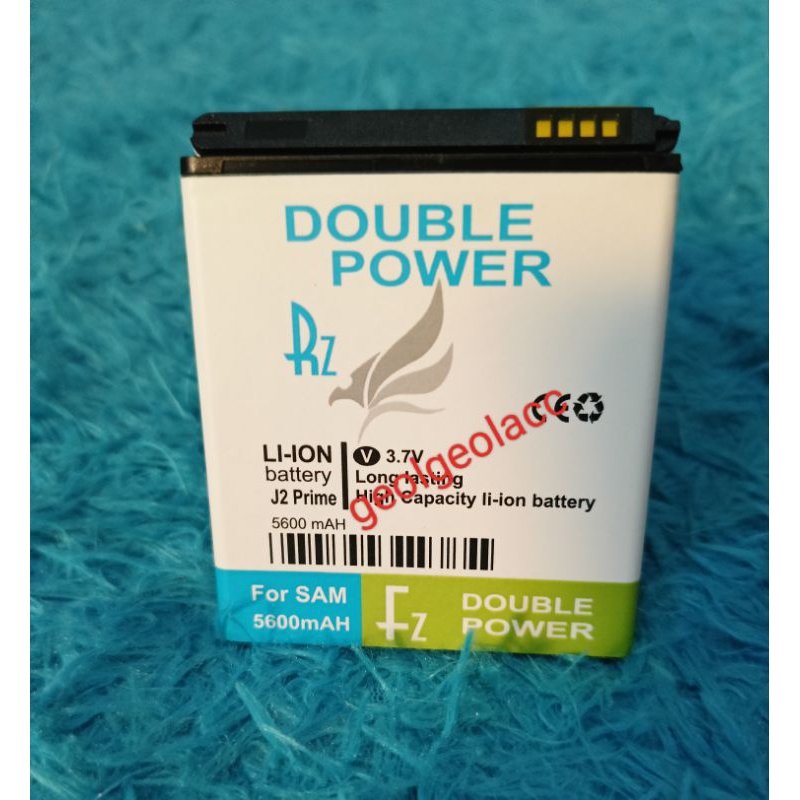 DOUBLE
POWER
Rz
CE
LI-ION
battery
J2 Prime
V 3.7V
Long lasting
High Capacity li-ion battery
geolgeolacc
5600 mAH
For SAM
5600mAH
Fz
DOUBLE
POWER